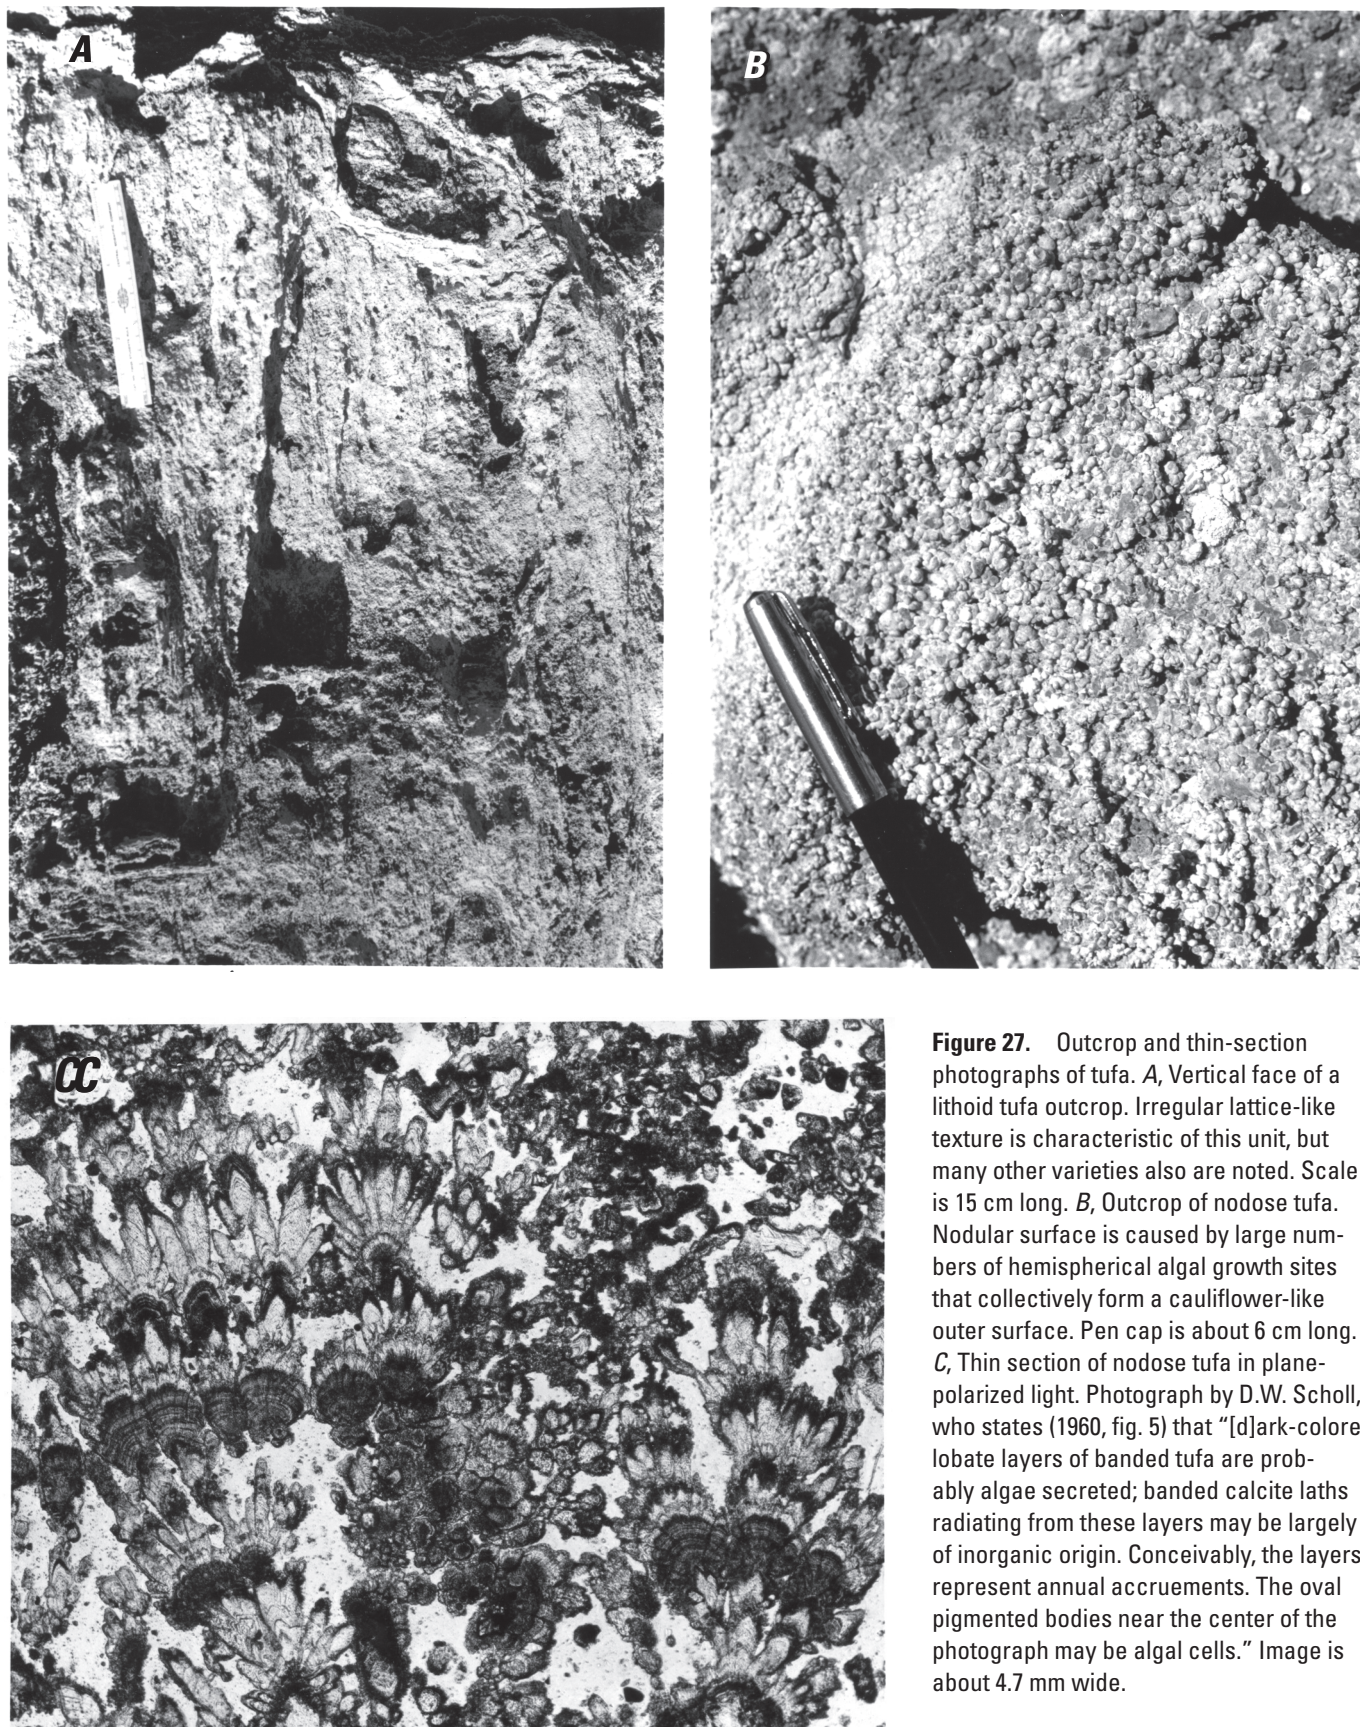 A
B
CC
Figure 27. Outcrop and thin-section
photographs of tufa. A, Vertical face of a
lithoid tufa outcrop. Irregular lattice-like
texture is characteristic of this unit, but
many other varieties also are noted. Scale
is 15 cm long. B, Outcrop of nodose tufa.
Nodular surface is caused by large num-
bers of hemispherical algal growth sites
that collectively form a cauliflower-like
outer surface. Pen cap is about 6 cm long.
C, Thin section of nodose tufa in plane-
polarized light. Photograph by D.W. Scholl,
who states (1960, fig. 5) that “[d]ark-colore
lobate layers of banded tufa are prob-
ably algae secreted; banded calcite laths
radiating from these layers may be largely
of inorganic origin. Conceivably, the layers
represent annual accruements. The oval
pigmented bodies near the center of the
photograph may be algal cells.” Image is
about 4.7 mm wide.